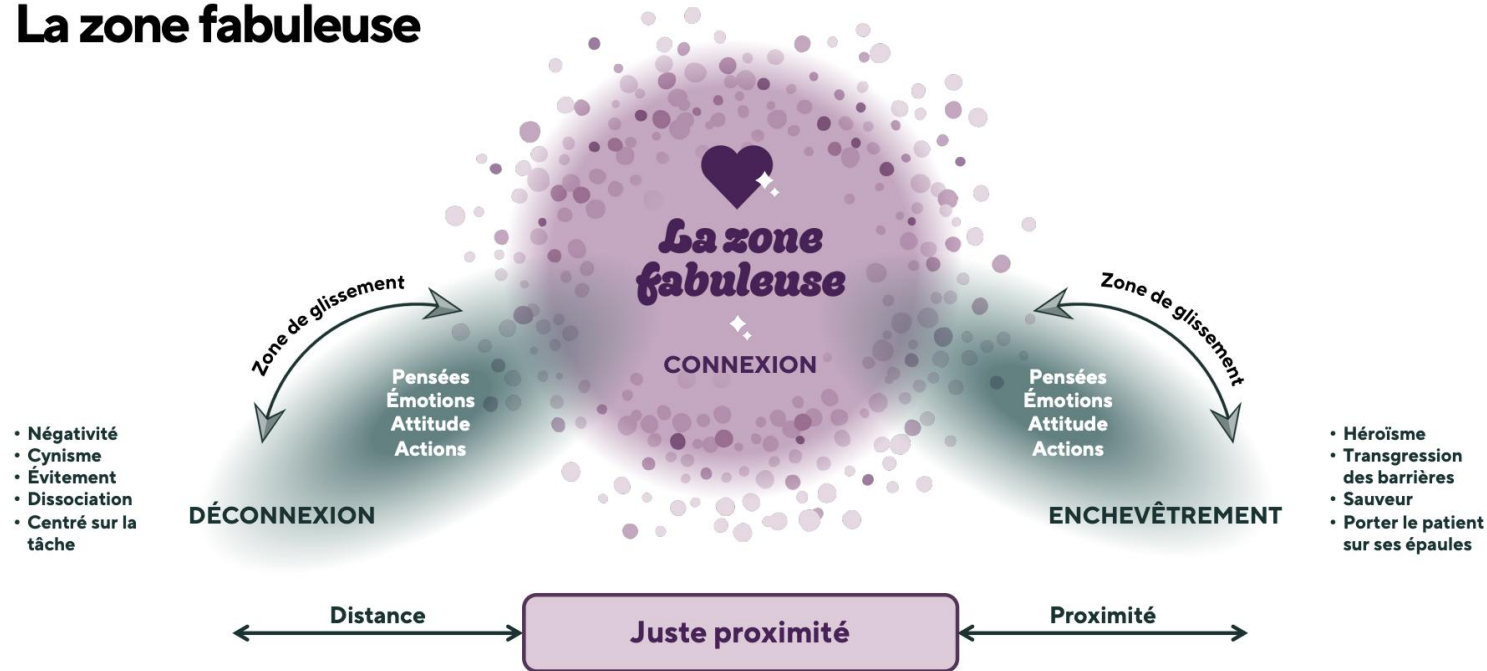 La zone fabuleuse
La zone
fabuleuse
CONNEXION
Zone de glissement
Pensées
Émotions
Attitude
Actions
• Négativité
• Cynisme
• Évitement
• Dissociation
• Centré sur la
tâche
DÉCONNEXION
Zone de glissement
Pensées
Émotions
Attitude
Actions
• Héroïsme
• Transgression
des barrières
• Sauveur
• Porter le patient
sur ses épaules
ENCHEVÊTREMENT
Distance
Juste proximité
Proximité